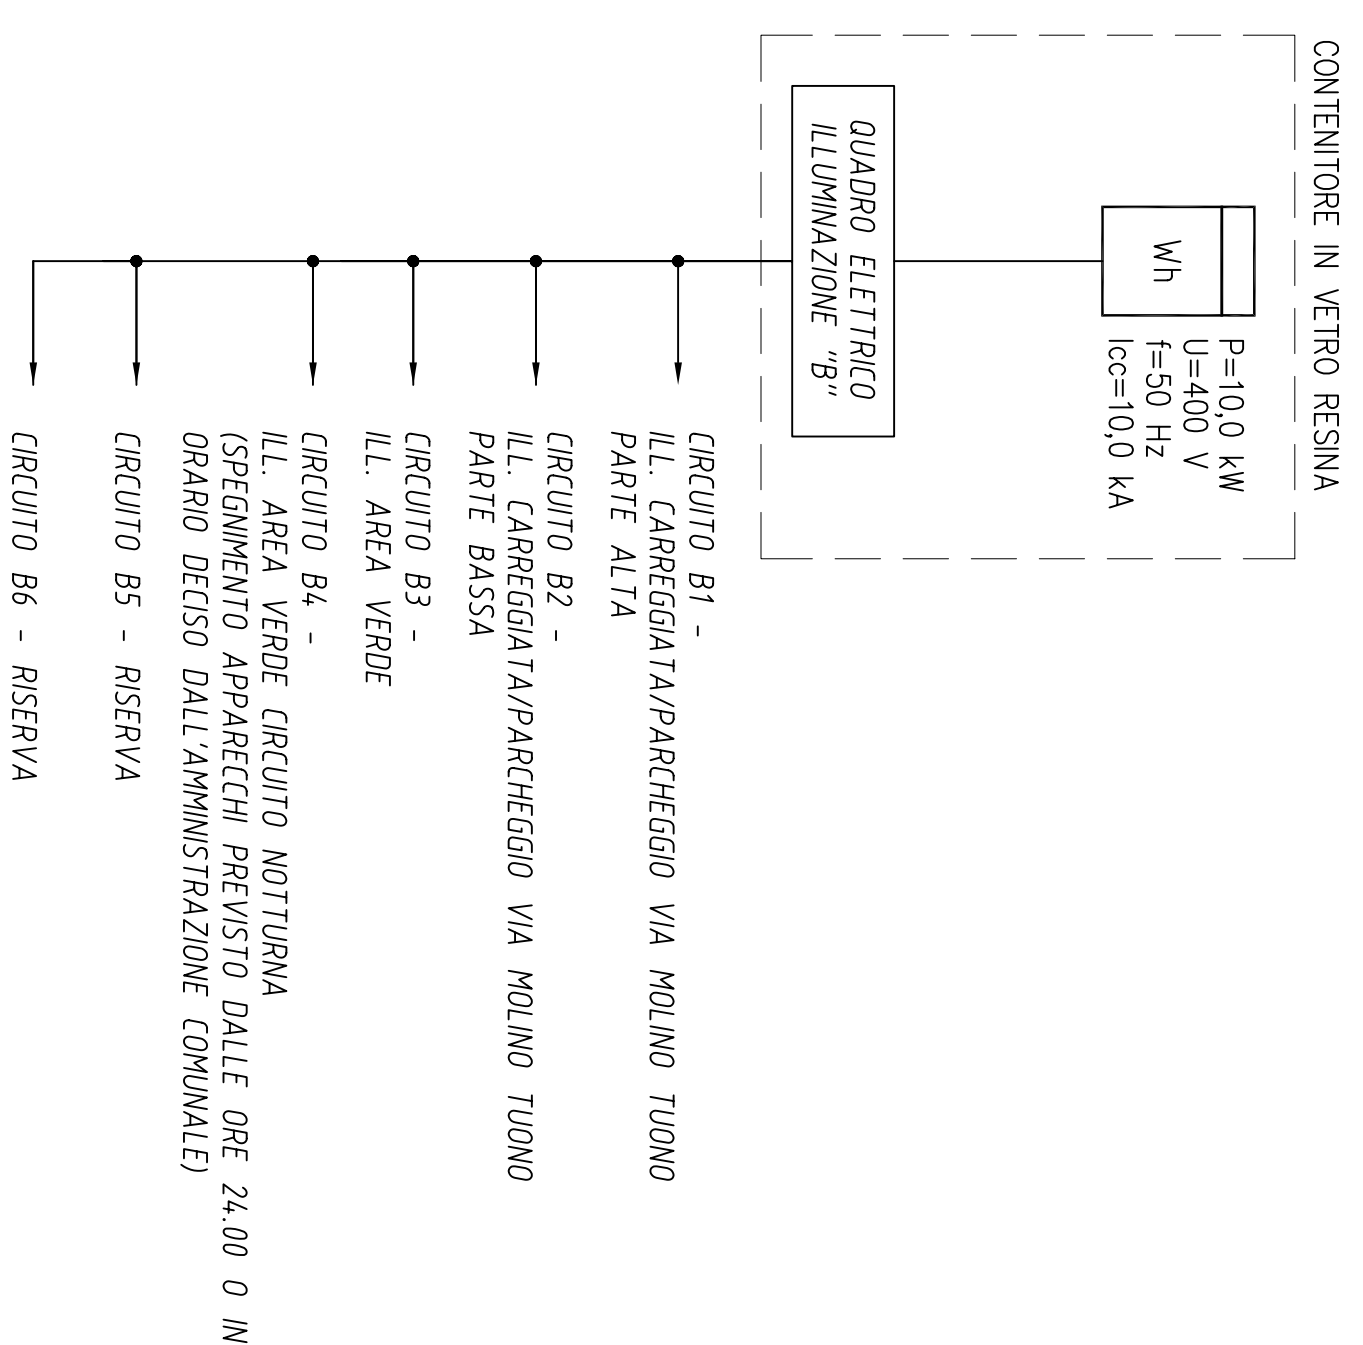 CONTENITORE IN VETRO RESINA
Wh
P=10,0 kW
U=400 V
f=50 Hz
Icc=10,0 kA
QUADRO ELETTRICO
ILLUMINAZIONE "B"
CIRCUITO B1 -
ILL. CARREGGIATA/PARCHEGGIO VIA MOLINO TUONO
PARTE ALTA
CIRCUITO B2 -
ILL. CARREGGIATA/PARCHEGGIO VIA MOLINO TUONO
PARTE BASSA
CIRCUITO B3 -
ILL. AREA VERDE
CIRCUITO B4 -
ILL. AREA VERDE CIRCUITO NOTTURNA
(SPEGNIMENTO APPARECCHI PREVISTO DALLE ORE 24.00 O IN
ORARIO DECISO DALL'AMMINISTRAZIONE COMUNALE)
CIRCUITO B5 - RISERVA
CIRCUITO B6 - RISERVA